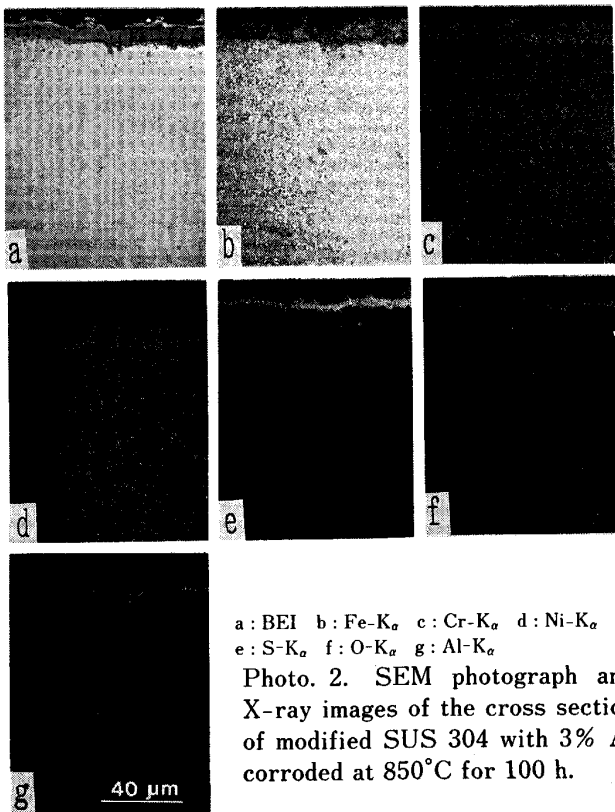 a
b
c
d
e
f
g
40 μm
a : BEI b : Fe-Kα c : Cr-Kα d : Ni-Kα
e : S-Kα f : O-Kα g : Al-Kα
Photo. 2. SEM photograph an
X-ray images of the cross sectio
of modified SUS 304 with 3%
corroded at 850°C for 100 h.